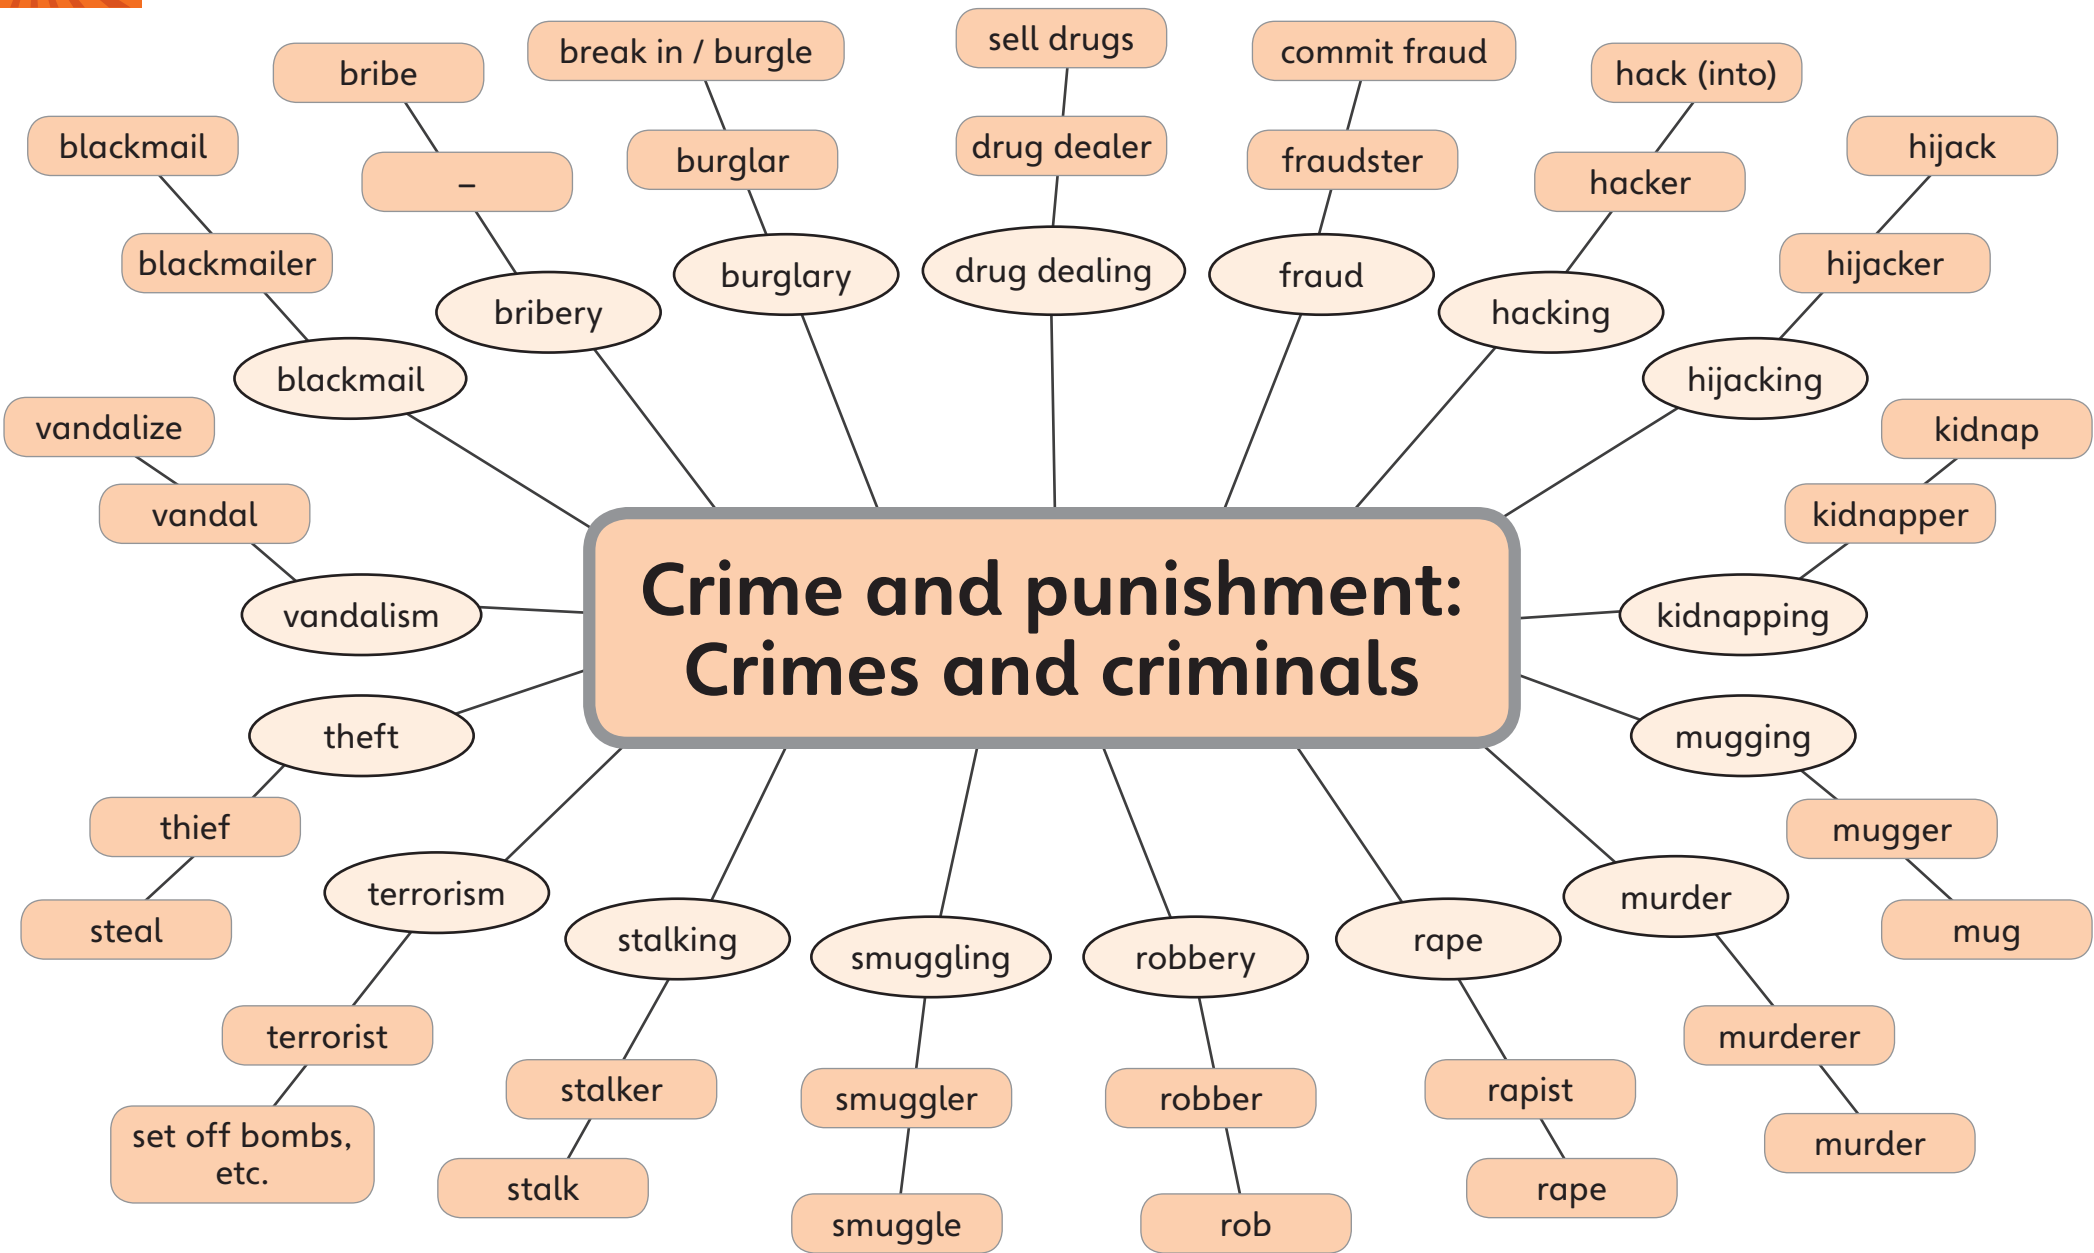 sell drugs
break in / burgle
commit fraud
bribe
hack (into)
blackmail
hijack
drug dealer
burglar
fraudster
–
hacker
blackmailer
hijacker
drug dealing
burglary
fraud
bribery
hacking
blackmail
hijacking
vandalize
kidnap
vandal
kidnapper
Crime and punishment:
Crimes and criminals
vandalism
kidnapping
theft
mugging
thief
mugger
terrorism
murder
steal
mug
stalking
rape
smuggling
robbery
terrorist
murderer
stalker
rapist
smuggler
robber
set off bombs,
etc.
murder
stalk
rape
smuggle
rob